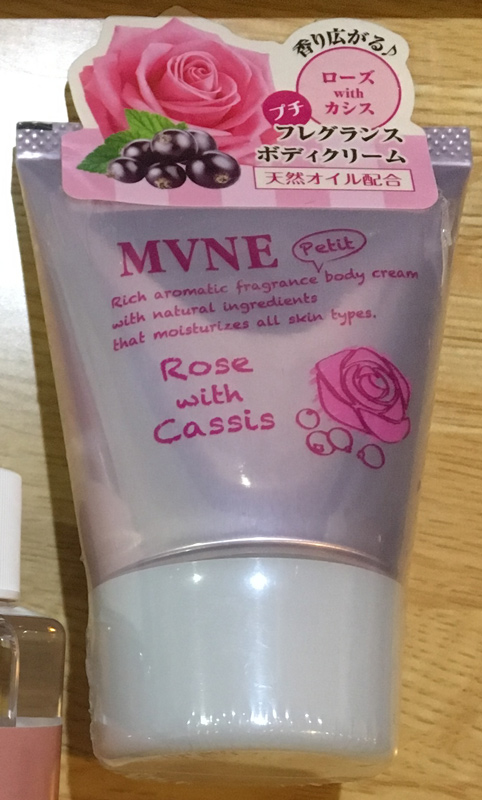 香り広がる♪
ローズ
with
カシス
プチ
フレグランス
ボディクリーム
天然オイル配合
MVNE Petit
Rich aromatic fragrance body cream
with natural ingredients
that moisturizes all skin types.
Rose
with
Cassis